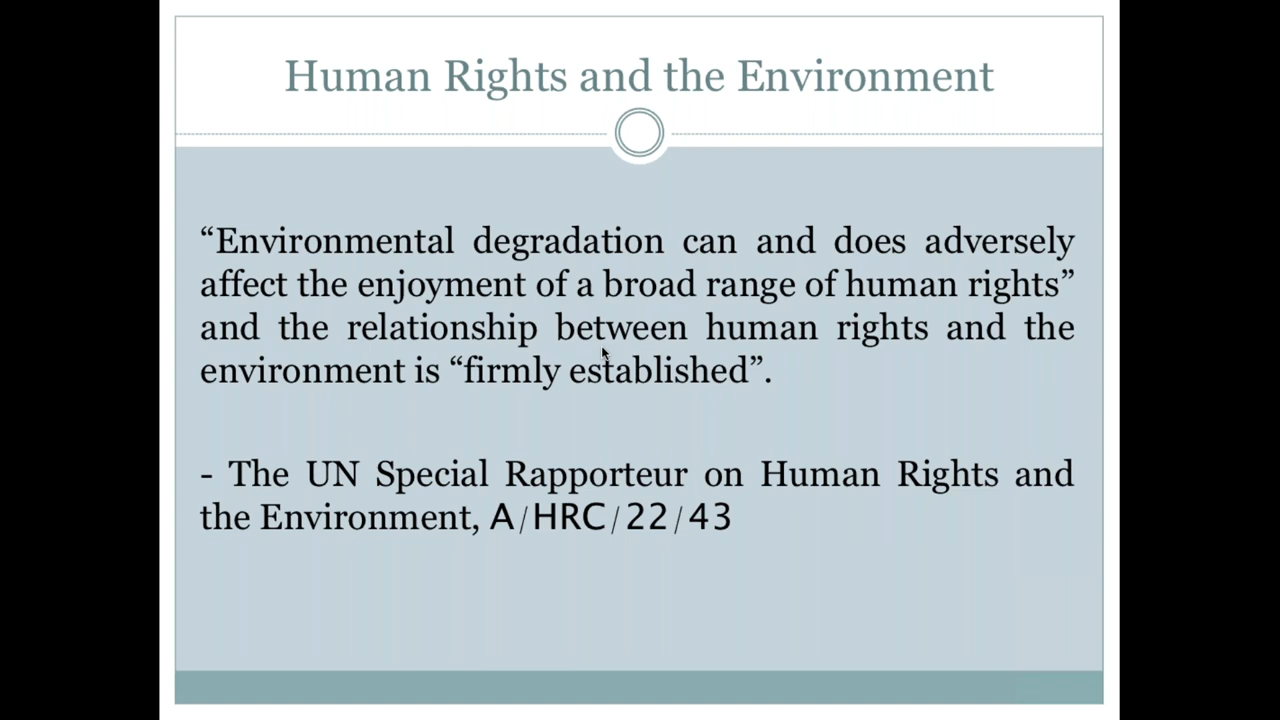 Human Rights and the Environment
“Environmental degradation can and does adversely
affect the enjoyment of a broad range of human rights”
and the relationship between human rights and the
environment is “firmly established”.
- The UN Special Rapporteur on Human Rights and
the Environment, A/HRC/22/43